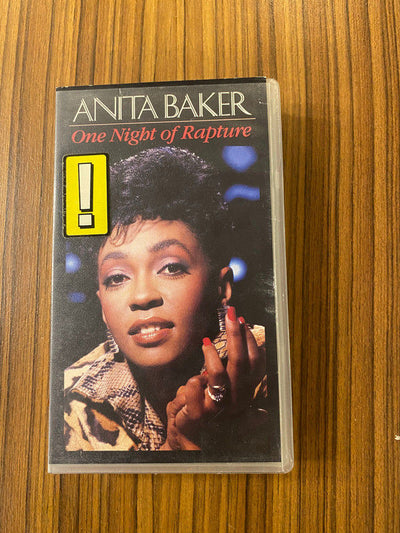 ANITA BAKER
One Night of Rapture
!